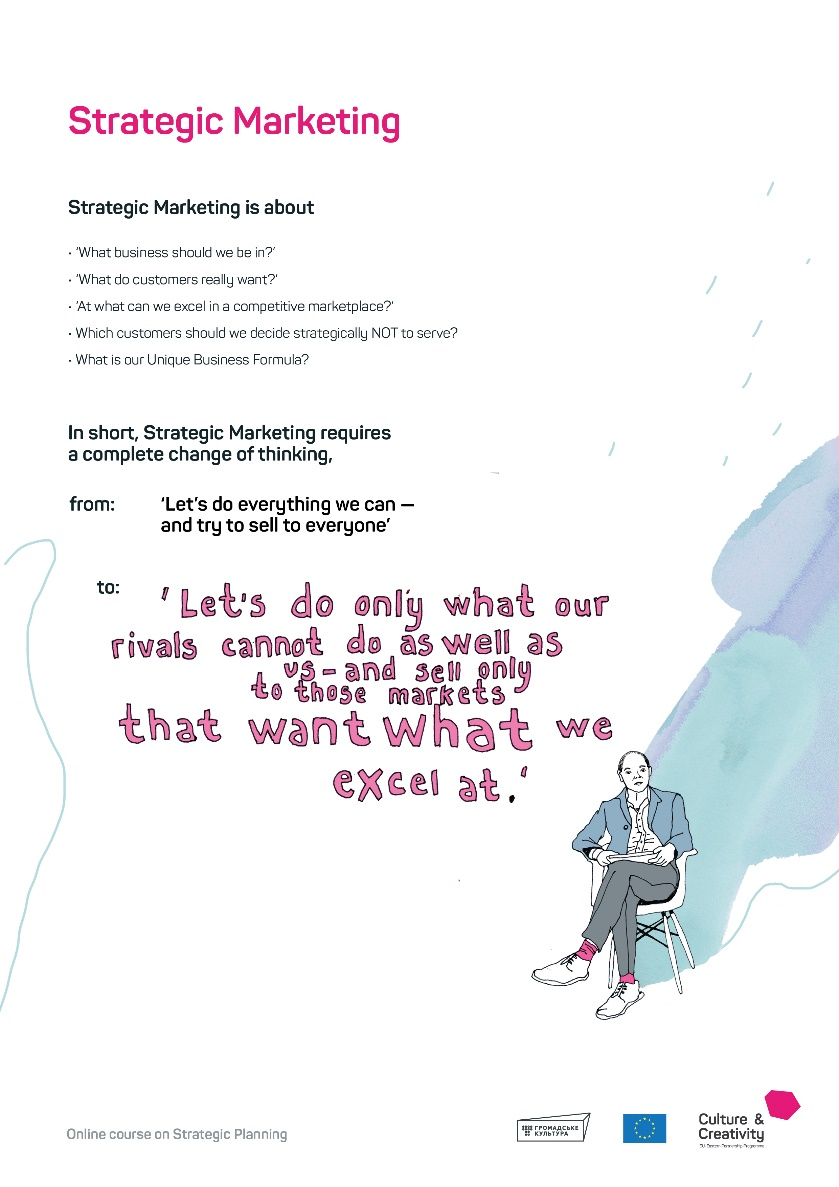 Strategic Marketing
Strategic Marketing is about
· ‘What business should we be in?’
· ‘What do customers really want?’
· ‘At what can we excel in a competitive marketplace?’
· Which customers should we decide strategically NOT to serve?
· What is our Unique Business Formula?
In short, Strategic Marketing requires
a complete change of thinking,
from: ‘Let’s do everything we can —
and try to sell to everyone’
to: ‘Let's do only what our
rivals cannot do as well as
us – and sell only
to those markets
that want what we
excel at.‘
Online course on Strategic Planning
ГРОМАДСЬКЕ
КУЛЬТУРА
Culture &
Creativity
EU-Eastern Partnership Programme